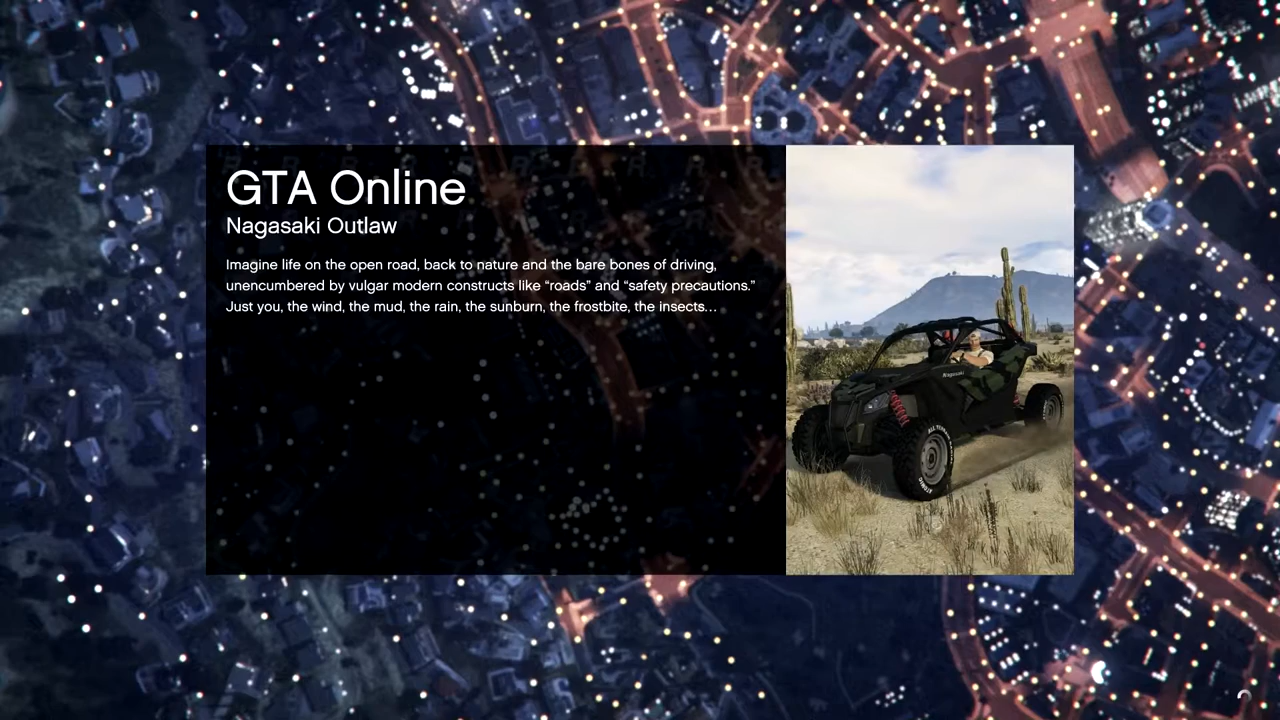 GTA Online
Nagasaki Outlaw
Imagine life on the open road, back to nature and the bare bones of driving,
unencumbered by vulgar modern constructs like “roads” and “safety precautions.”
Just you, the wind, the mud, the rain, the sunburn, the frostbite, the insects...
Nagasaki